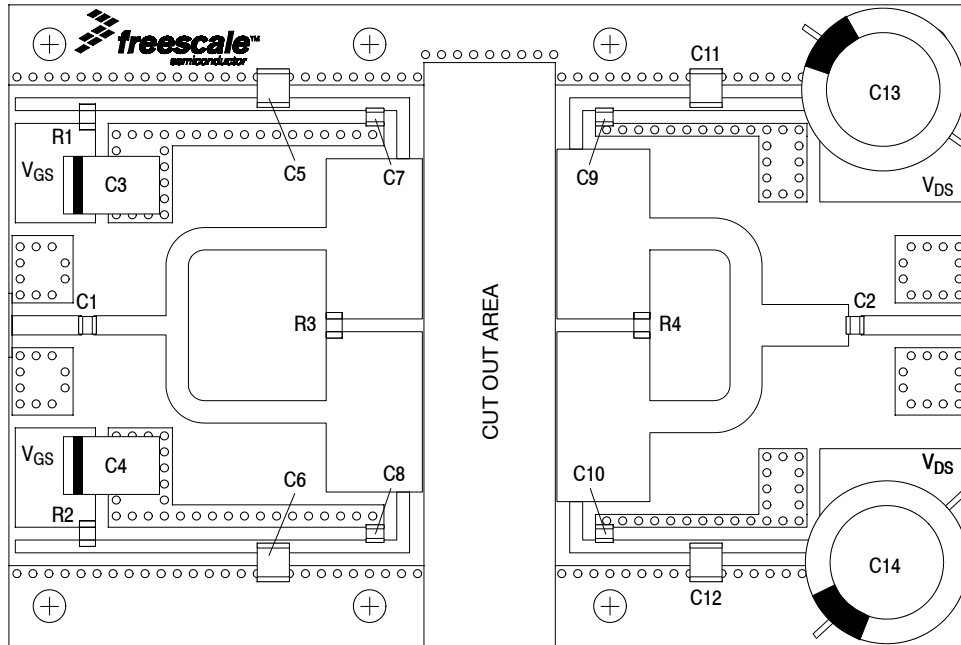 freescale™
semiconductor
C11
C13
R1
C5
C7
C9
VGS
C3
VDS
C1
R3
CUT OUT AREA
R4
C2
VGS
C4
C6
C8
C10
VDS
R2
C14
C12